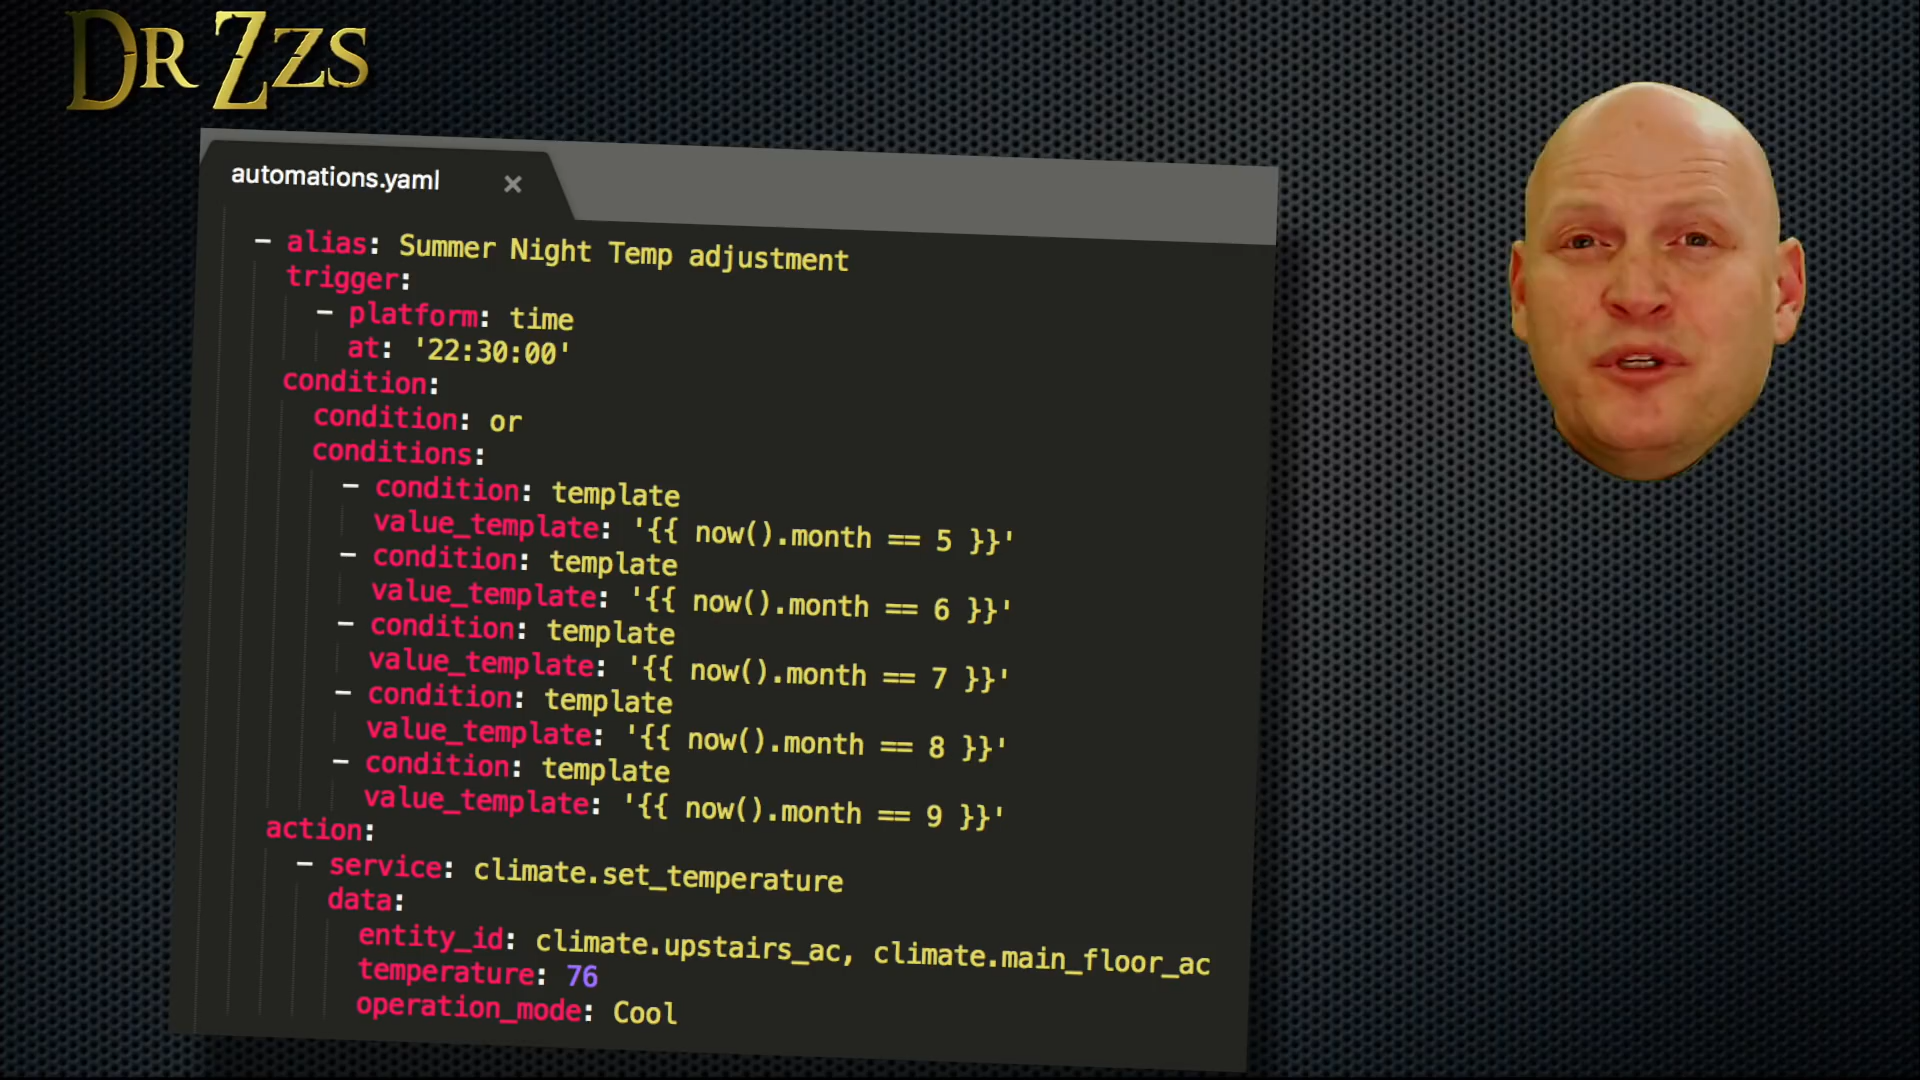 DR ZZS
automations.yaml ×
- alias: Summer Night Temp adjustment
trigger:
- platform: time
at: '22:30:00'
condition:
condition: or
conditions:
- condition: template
value_template: '{{ now().month == 5 }}'
- condition: template
value_template: '{{ now().month == 6 }}'
- condition: template
value_template: '{{ now().month == 7 }}'
- condition: template
value_template: '{{ now().month == 8 }}'
- condition: template
value_template: '{{ now().month == 9 }}'
action:
- service: climate.set_temperature
data:
entity_id: climate.upstairs_ac, climate.main_floor_ac
temperature: 76
operation_mode: Cool